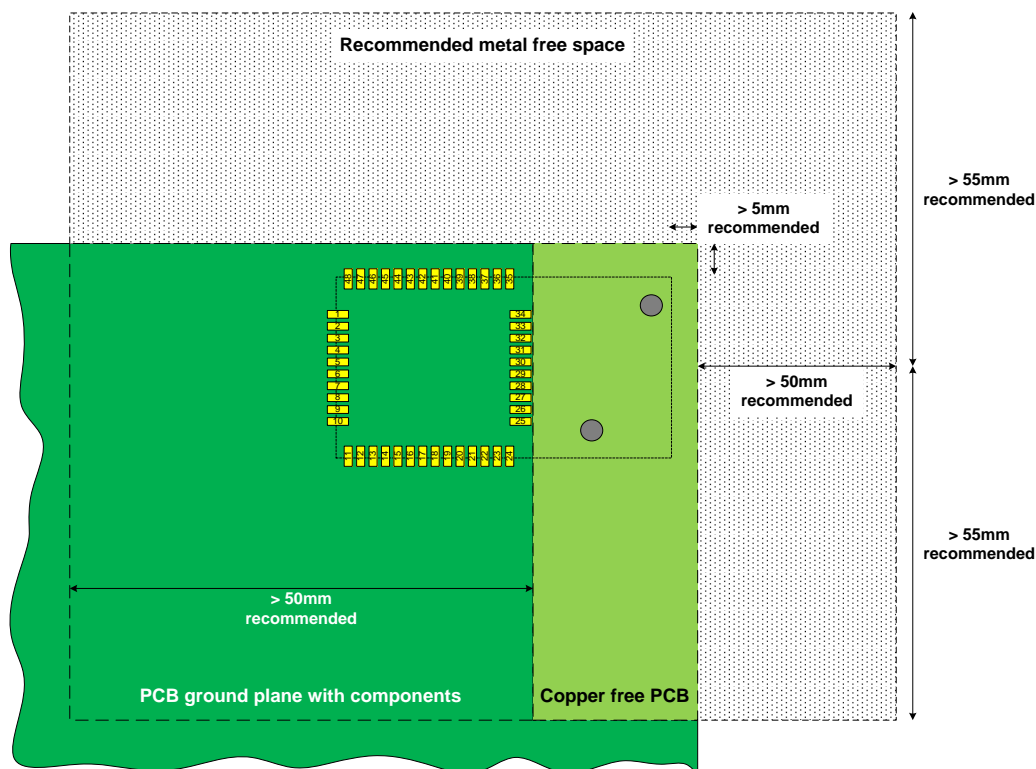 Recommended metal free space
> 55mm
recommended
> 5mm
recommended
48 47 46 45 44 43 42 41 40 39 38 37 36 35
1
2
3
4
5
6
7
8
9
10
34
33
32
31
30
29
28
27
26
25
> 50mm
recommended
11 12 13 14 15 16 17 18 19 20 21 22 23 24
> 55mm
recommended
> 50mm
recommended
PCB ground plane with components
Copper free PCB